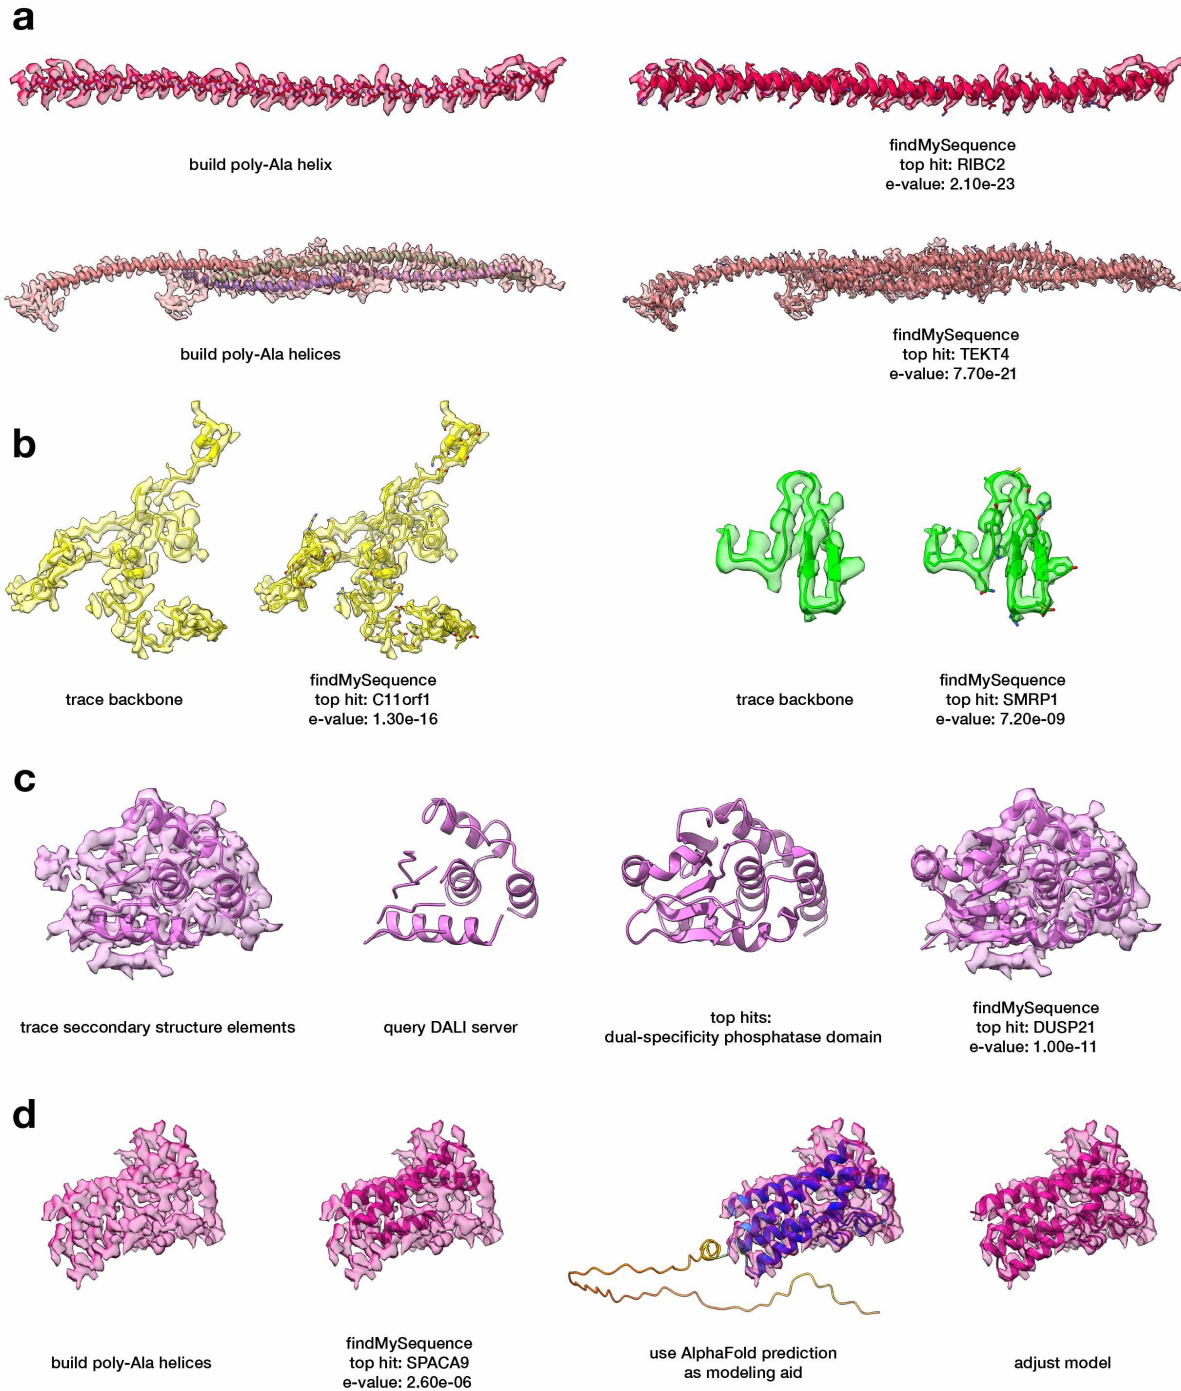 a
build poly-Ala helix
findMySequence
top hit: RIBC2
e-value: 2.10e-23
build poly-Ala helices
findMySequence
top hit: TEKT4
e-value: 7.70e-21
b
trace backbone
findMySequence
top hit: C11orf1
e-value: 1.30e-16
trace backbone
findMySequence
top hit: SMRP1
e-value: 7.20e-09
c
trace seccondary structure elements
query DALI server
top hits:
dual-specificity phosphatase domain
findMySequence
top hit: DUSP21
e-value: 1.00e-11
d
build poly-Ala helices
findMySequence
top hit: SPACA9
e-value: 2.60e-06
use AlphaFold prediction
as modeling aid
adjust model